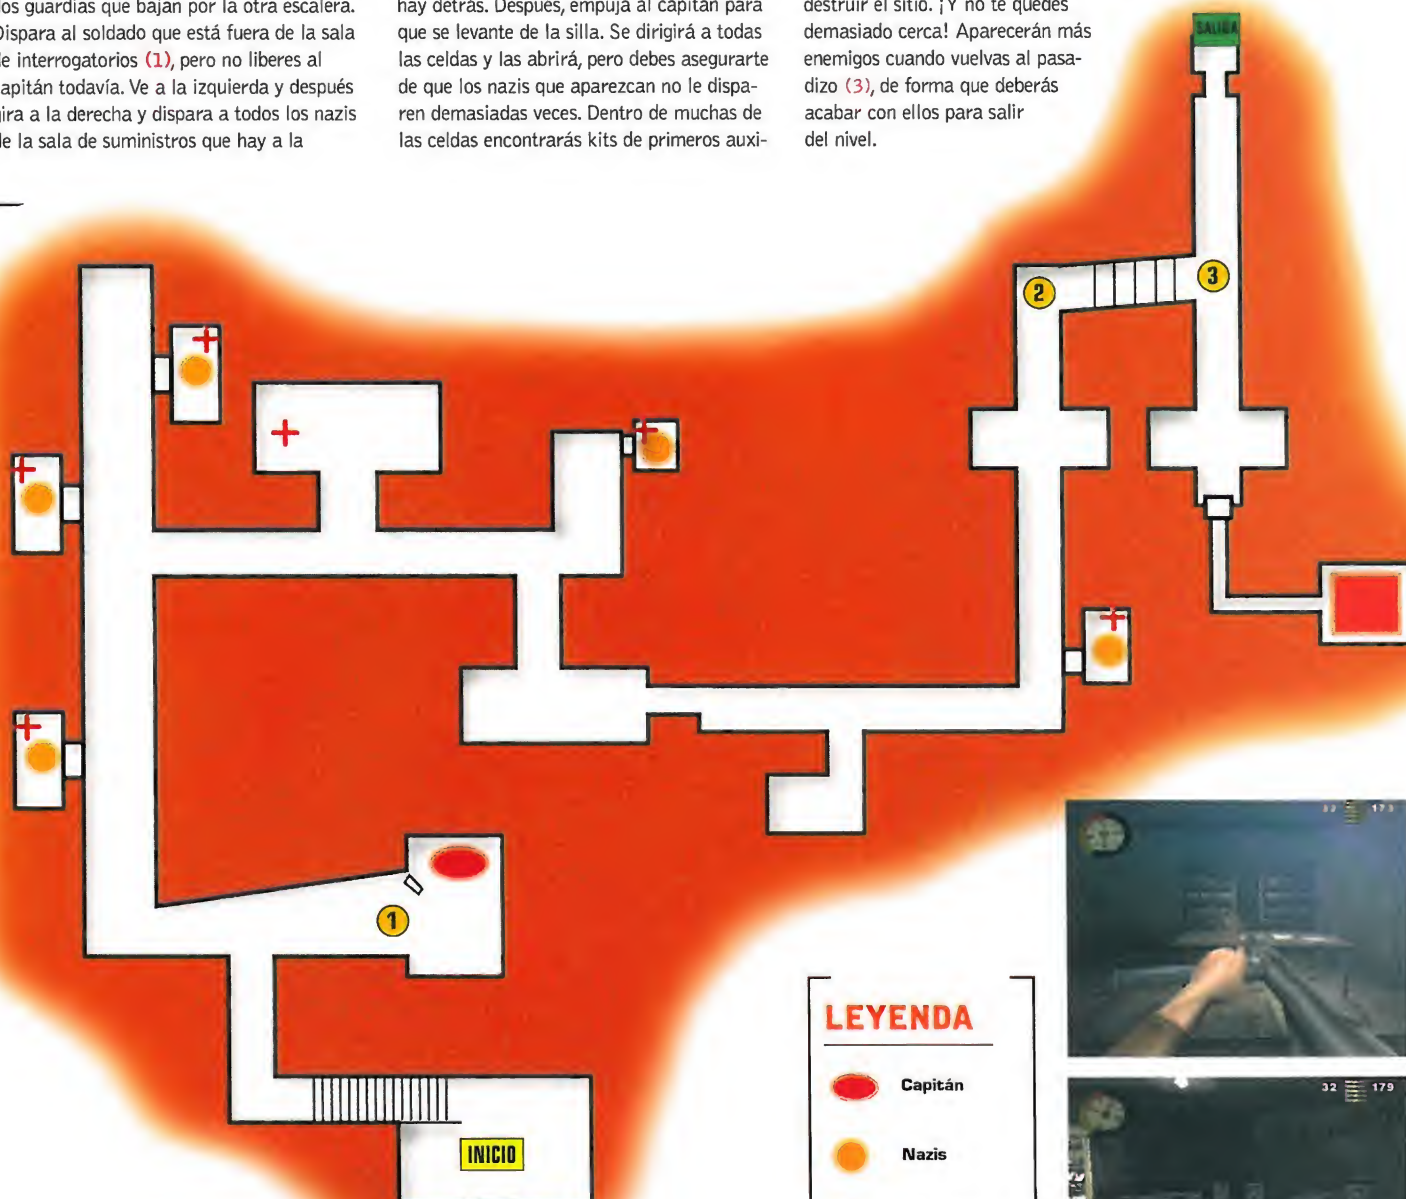 los guardias que bajan por la otra escalera.
Dispara al soldado que está fuera de la sala
de interrogatorios (1), pero no liberes al
capitán todavía. Ve a la izquierda y después
gira a la derecha y dispara a todos los nazis
de la sala de suministros que hay a la
hay detrás. Después, empuja al capitán para
que se levante de la silla. Se dirigirá a todas
las celdas y las abrirá, pero debes asegurarte
de que los nazis que aparezcan no le dispa-
ren demasiadas veces. Dentro de muchas de
las celdas encontrarás kits de primeros auxi-
destruir el sitio. ¡Y no te quedes
demasiado cerca! Aparecerán más
enemigos cuando vuelvas al pasa-
dizo (3), de forma que deberás
acabar con ellos para salir
del nivel.
SALIDA
2
3
1
INICIO
LEYENDA
Capitán
Nazis
32 173
32 179